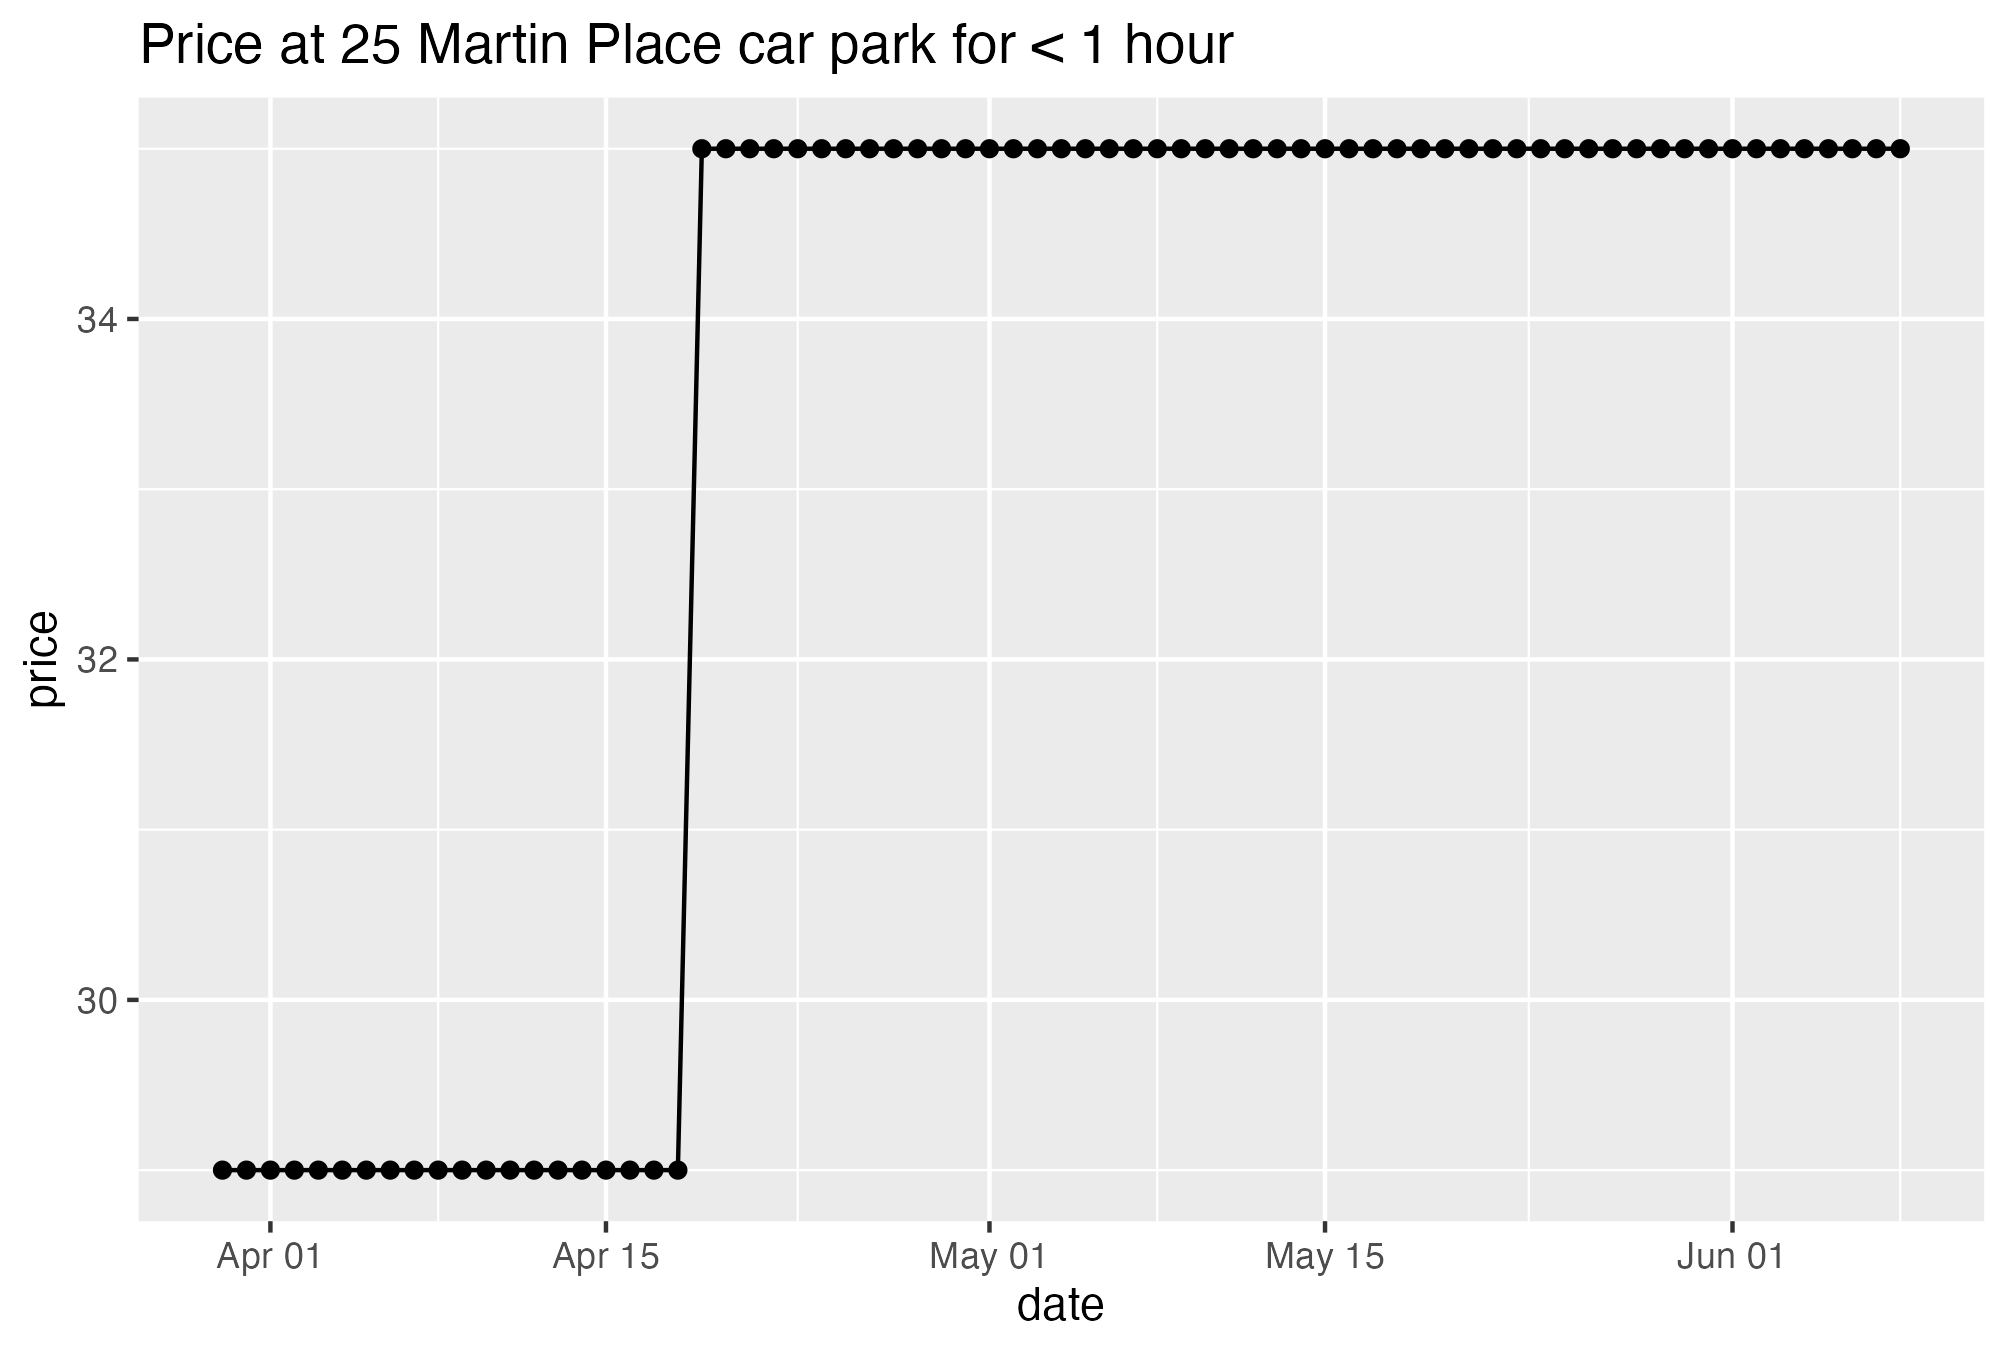 Price at 25 Martin Place car park for < 1 hour
price
34
32
30
Apr 01
Apr 15
May 01
May 15
Jun 01
date